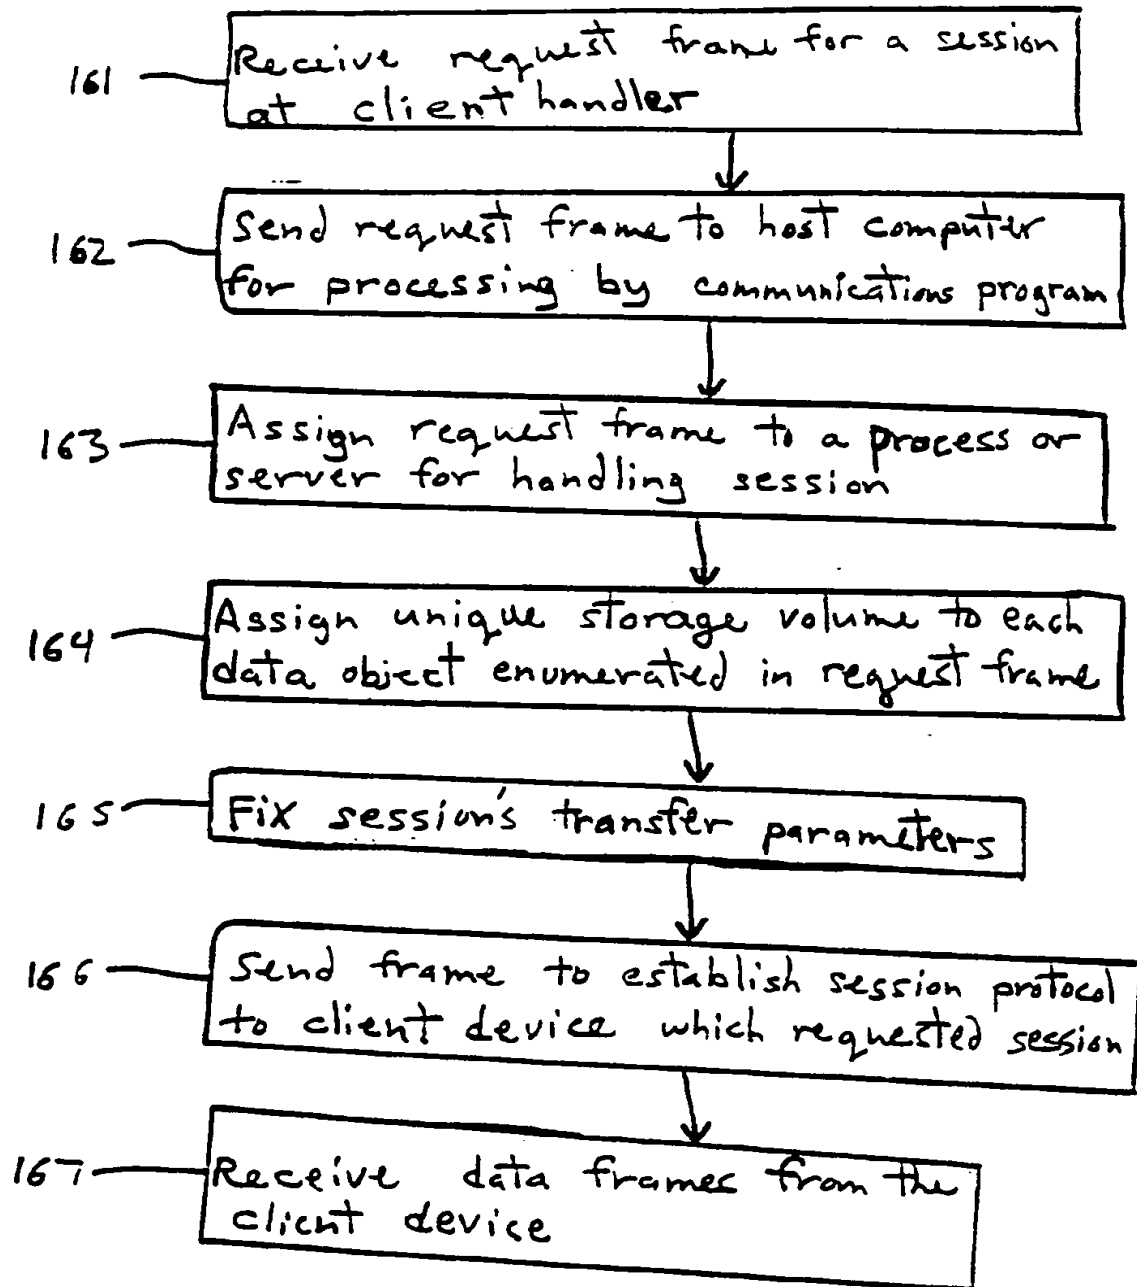 161
Receive request frame for a session
at client handler
162
Send request frame to host computer
for processing by communications program
163
Assign request frame to a process or
server for handling session
164
Assign unique storage volume to each
data object enumerated in request frame
165
Fix session's transfer parameters
166
Send frame to establish session protocol
to client device which requested session
167
Receive data frames from the
client device